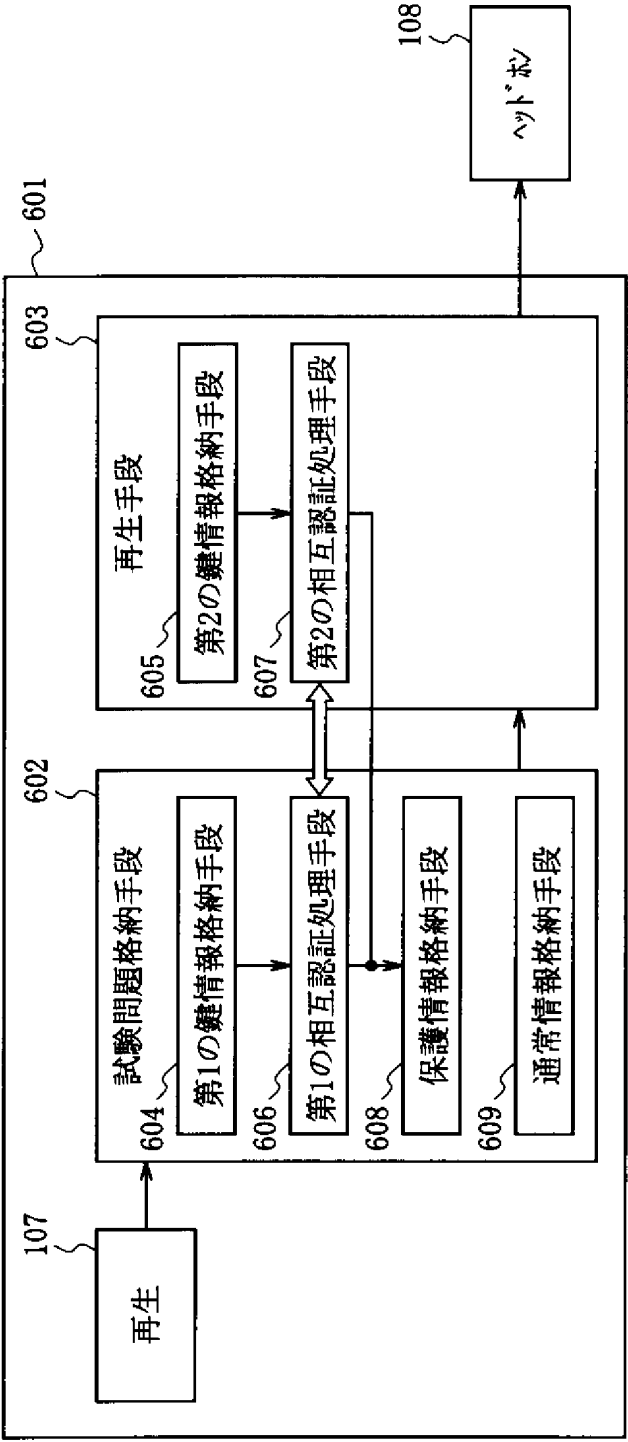 601
107
再生
602
試験問題格納手段
604
第1の鍵情報格納手段
606
第1の相互認証処理手段
608
保護情報格納手段
609
通常情報格納手段
603
再生手段
605
第2の鍵情報格納手段
607
第2の相互認証処理手段
108
ヘッドホン